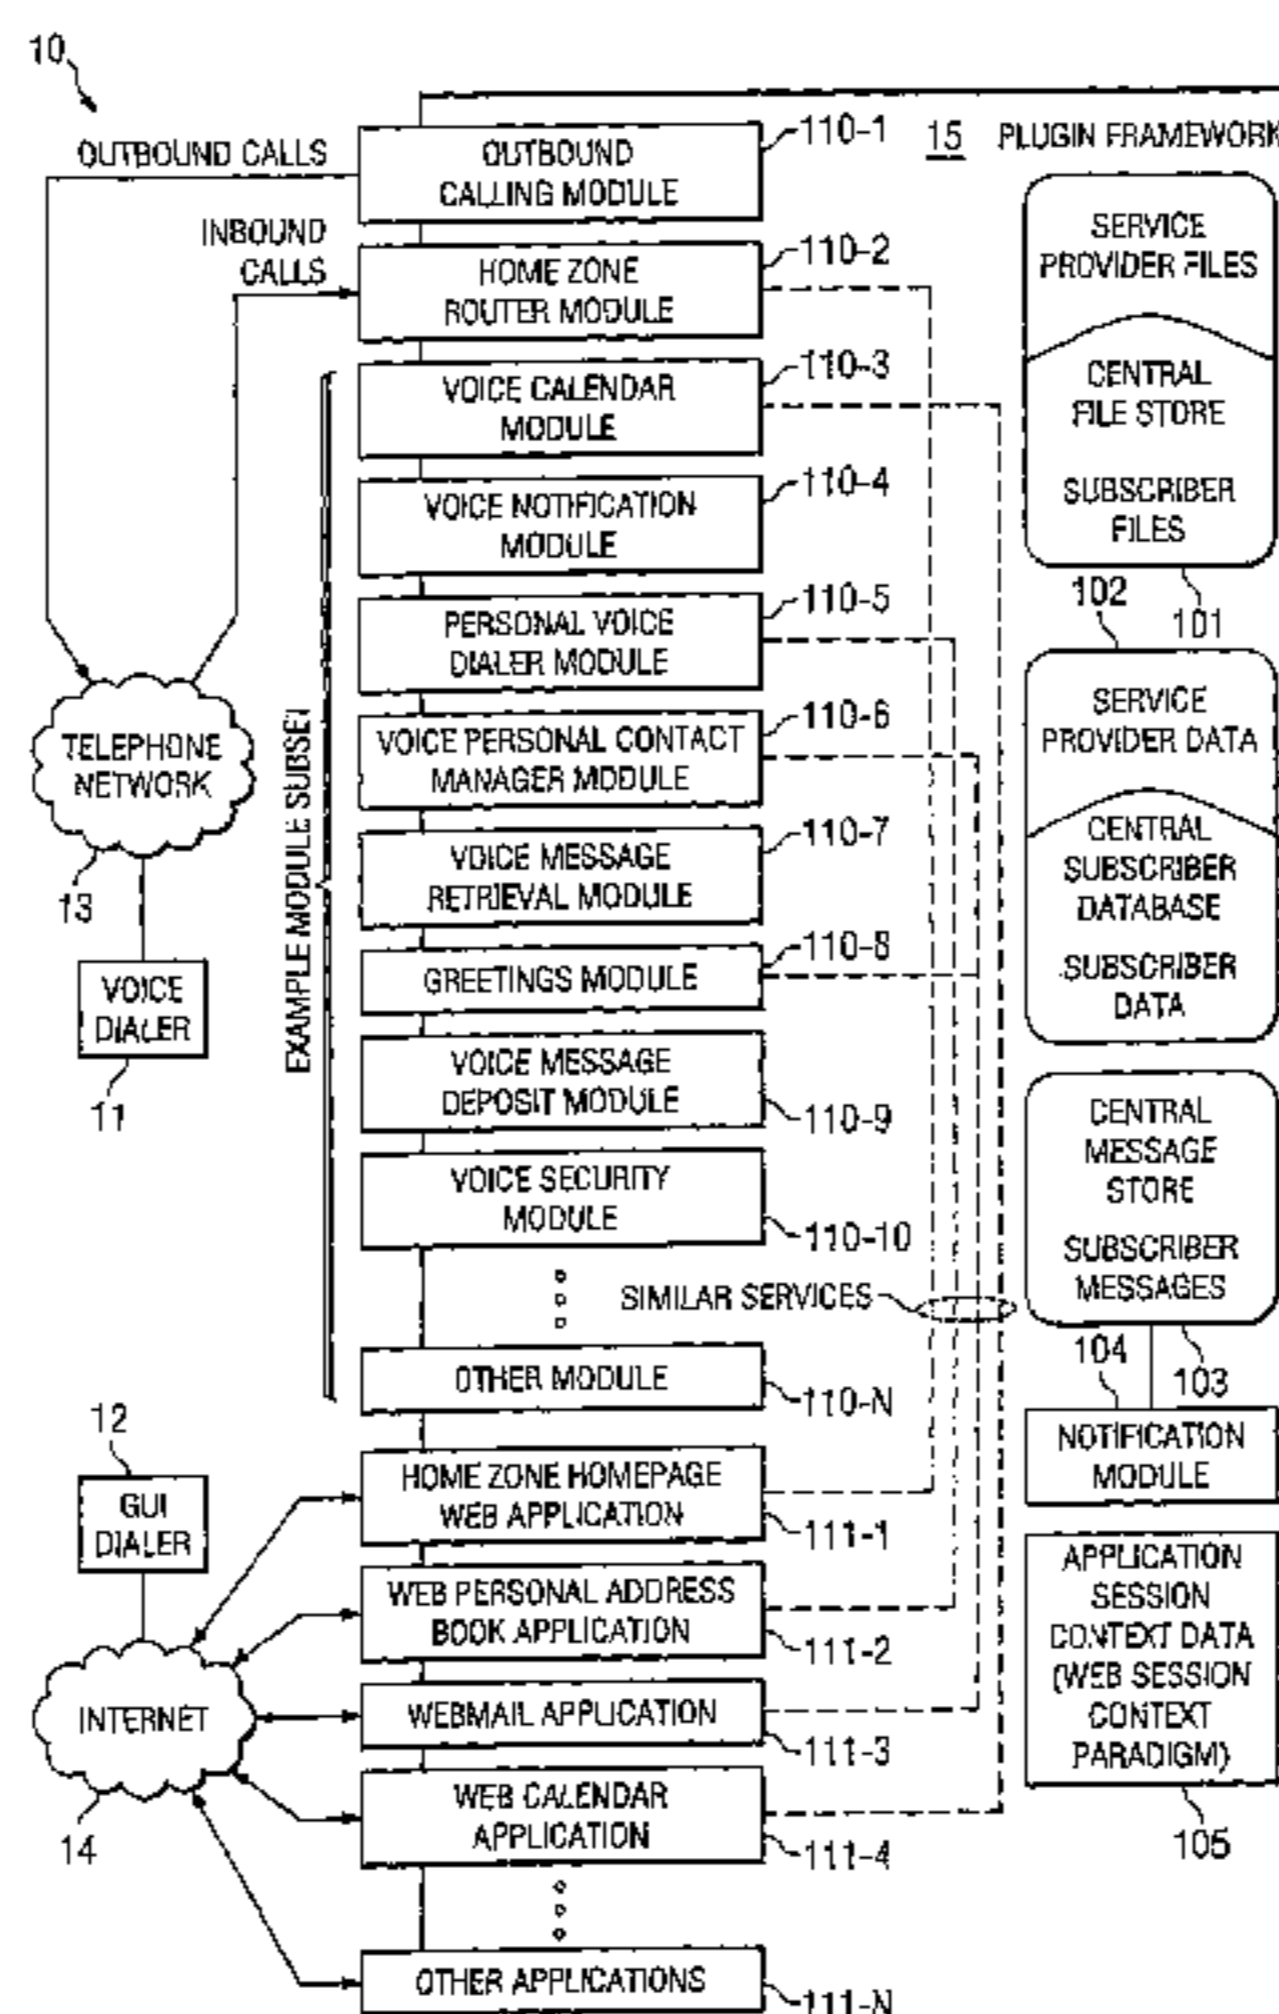 10
OUTBOUND CALLS
OUTBOUND
CALLING MODULE
110-1
15 PLUGIN FRAMEWORK
INBOUND
CALLS
HOME ZONE
ROUTER MODULE
110-2
EXAMPLE MODULE SUBSET
VOICE CALENDAR
MODULE
110-3
VOICE NOTIFICATION
MODULE
110-4
PERSONAL VOICE
DIALER MODULE
110-5
VOICE PERSONAL CONTACT
MANAGER MODULE
110-6
VOICE MESSAGE
RETRIEVAL MODULE
110-7
GREETINGS MODULE
110-8
VOICE MESSAGE
DEPOSIT MODULE
110-9
VOICE SECURITY
MODULE
110-10
SIMILAR SERVICES
OTHER MODULE
110-N
TELEPHONE
NETWORK
13
VOICE
DIALER
11
12
GUI
DIALER
INTERNET
14
HOME ZONE HOMEPAGE
WEB APPLICATION
111-1
WEB PERSONAL ADDRESS
BOOK APPLICATION
111-2
WEBMAIL APPLICATION
111-3
WEB CALENDAR
APPLICATION
111-4
OTHER APPLICATIONS
111-N
SERVICE
PROVIDER FILES
CENTRAL
FILE STORE
SUBSCRIBER
FILES
101
102
SERVICE
PROVIDER DATA
CENTRAL
SUBSCRIBER
DATABASE
SUBSCRIBER
DATA
CENTRAL
MESSAGE
STORE
SUBSCRIBER
MESSAGES
103
104
NOTIFICATION
MODULE
APPLICATION
SESSION
CONTEXT DATA
(WEB SESSION
CONTEXT
PARADIGM)
105